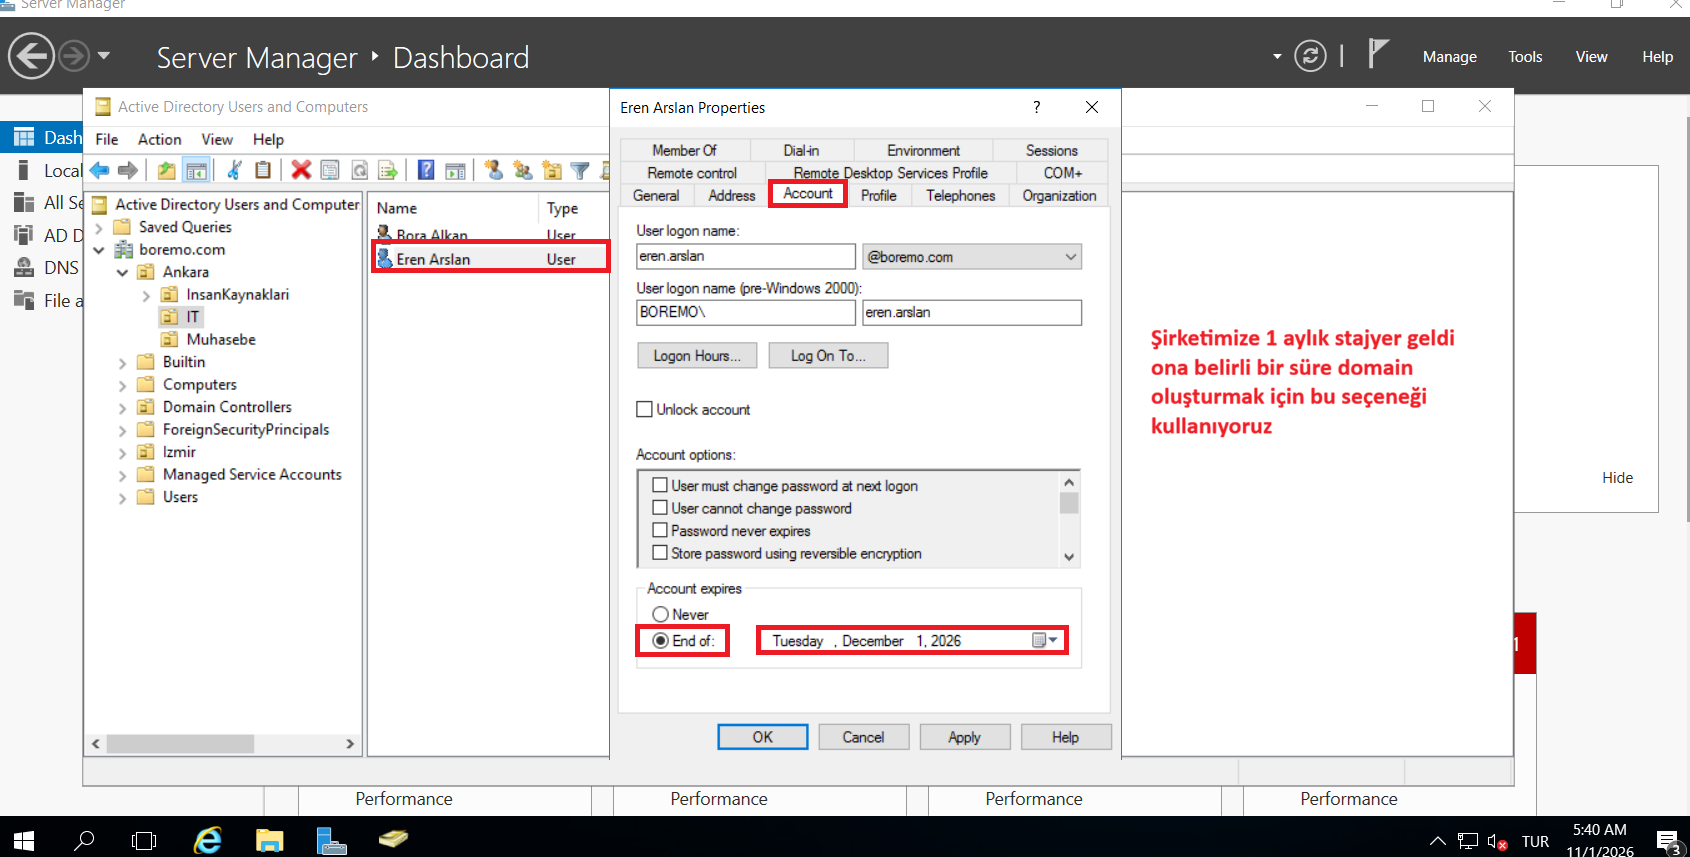 Server Manager
Server Manager
Dashboard
Manage
Tools
View
Help
Dash
Local
All Se
AD D
DNS
File a
Active Directory Users and Computers
File
Action
View
Help
Active Directory Users and Computer
Saved Queries
boremo.com
Ankara
InsanKaynaklari
IT
Muhasebe
Builtin
Computers
Domain Controllers
ForeignSecurityPrincipals
Izmir
Managed Service Accounts
Users
Name
Type
Bora Alkan
User
Eren Arslan
User
Eren Arslan Properties
?
Member Of
Dial-in
Environment
Sessions
Remote control
Remote Desktop Services Profile
COM+
General
Address
Account
Profile
Telephones
Organization
User logon name:
eren.arslan
@boremo.com
User logon name (pre-Windows 2000):
BOREMO\
eren.arslan
Logon Hours...
Log On To...
Unlock account
Account options:
User must change password at next logon
User cannot change password
Password never expires
Store password using reversible encryption
Account expires
Never
End of:
Tuesday , December 1, 2026
OK
Cancel
Apply
Help
Şirketimize 1 aylık stajyer geldi
ona belirli bir süre domain
oluşturmak için bu seçeneği
kullanıyoruz
Hide
1
Performance
Performance
Performance
Performance
TUR
5:40 AM
11/1/2026
3